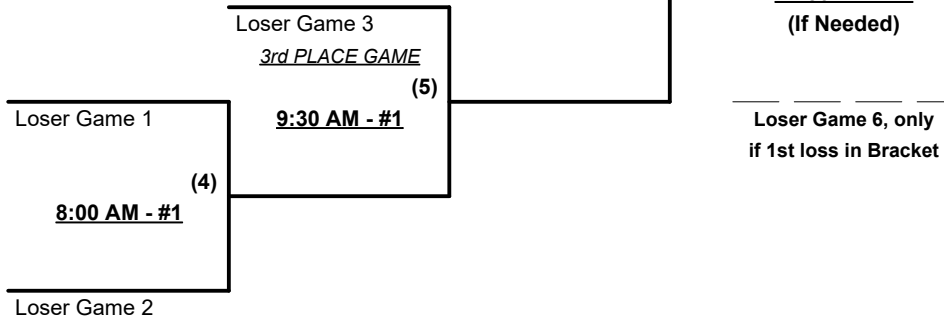 Loser Game 3
(If Needed)
3rd PLACE GAME
(5)
Loser Game 1
9:30 AM - #1
Loser Game 6, only
if 1st loss in Bracket
(4)
8:00 AM - #1
Loser Game 2